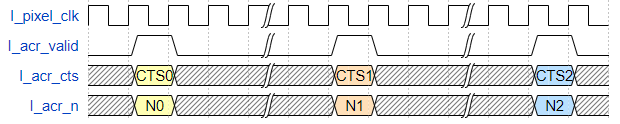 I_pixel_clk
I_acr_valid
I_acr_cts CTS0 CTS1 CTS2
I_acr_n N0 N1 N2